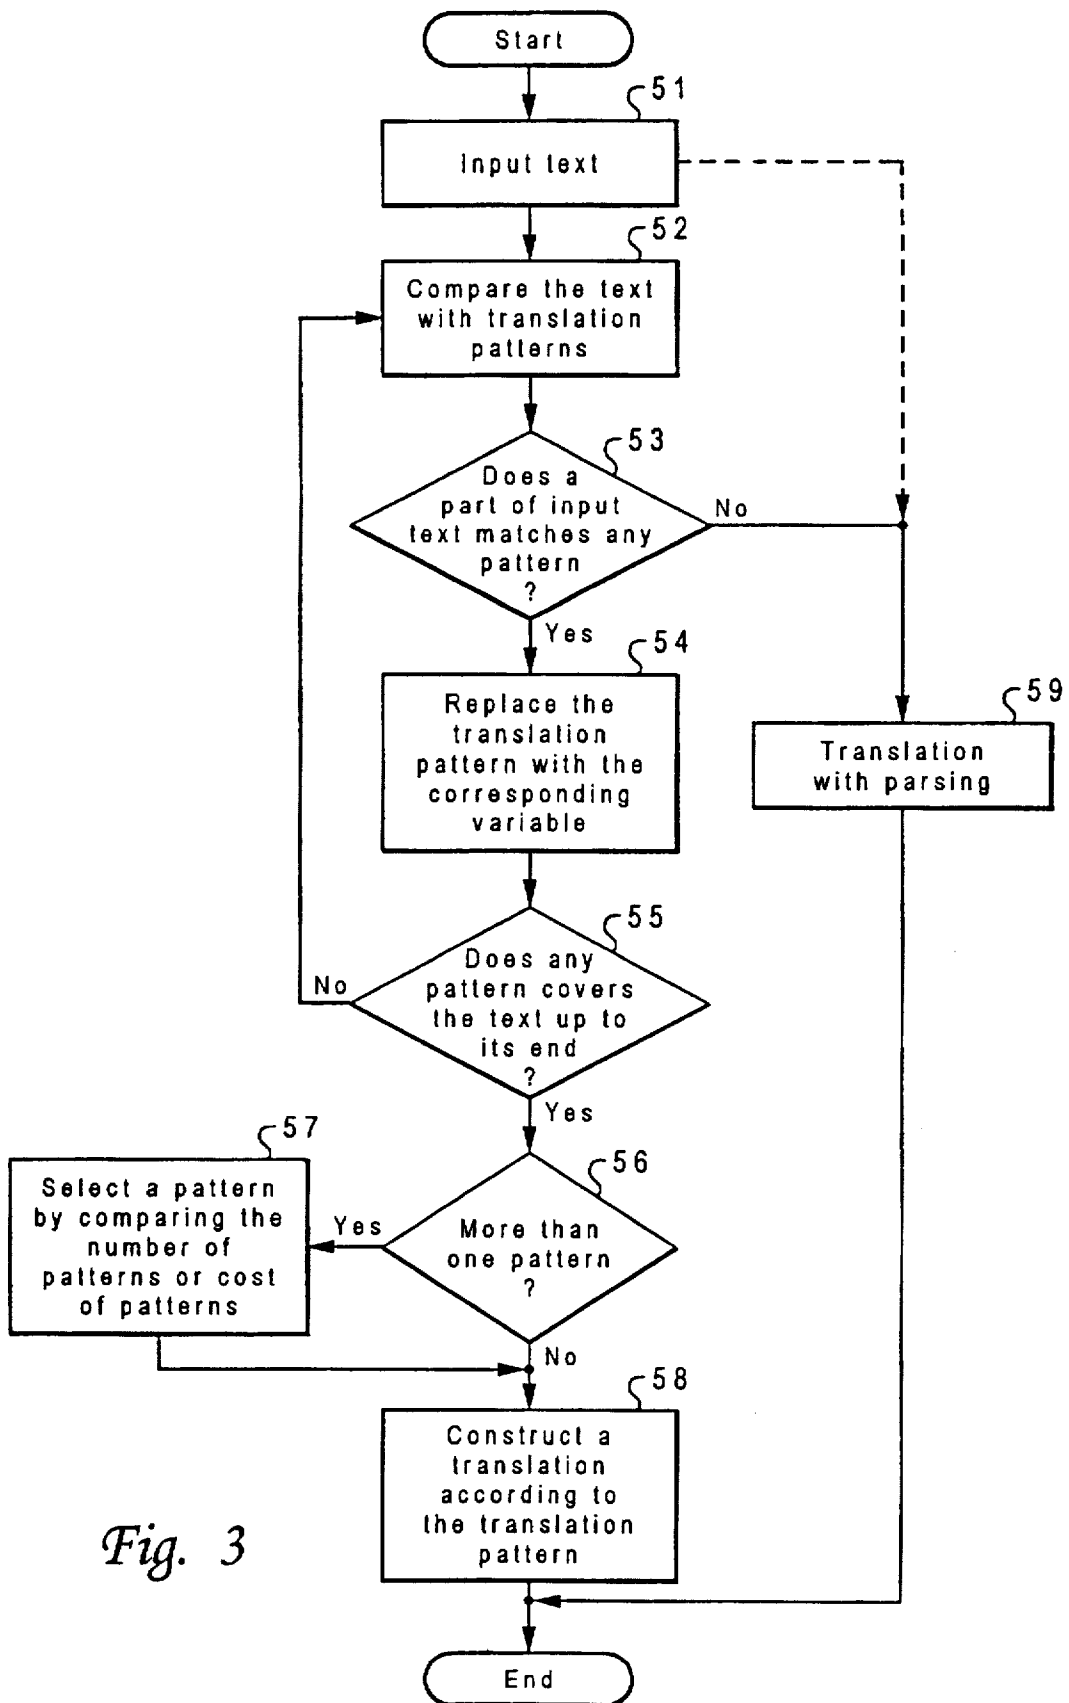 Start
51
Input text
52
Compare the text
with translation
patterns
53
Does a
part of input
text matches any
pattern
?
No
Yes
54
Replace the
translation
pattern with the
corresponding
variable
59
Translation
with parsing
55
Does any
pattern covers
the text up to
its end
?
No
Yes
57
Select a pattern
by comparing the
number of
patterns or cost
of patterns
56
More than
one pattern
?
Yes
No
58
Construct a
translation
according to
the translation
pattern
Fig. 3
End